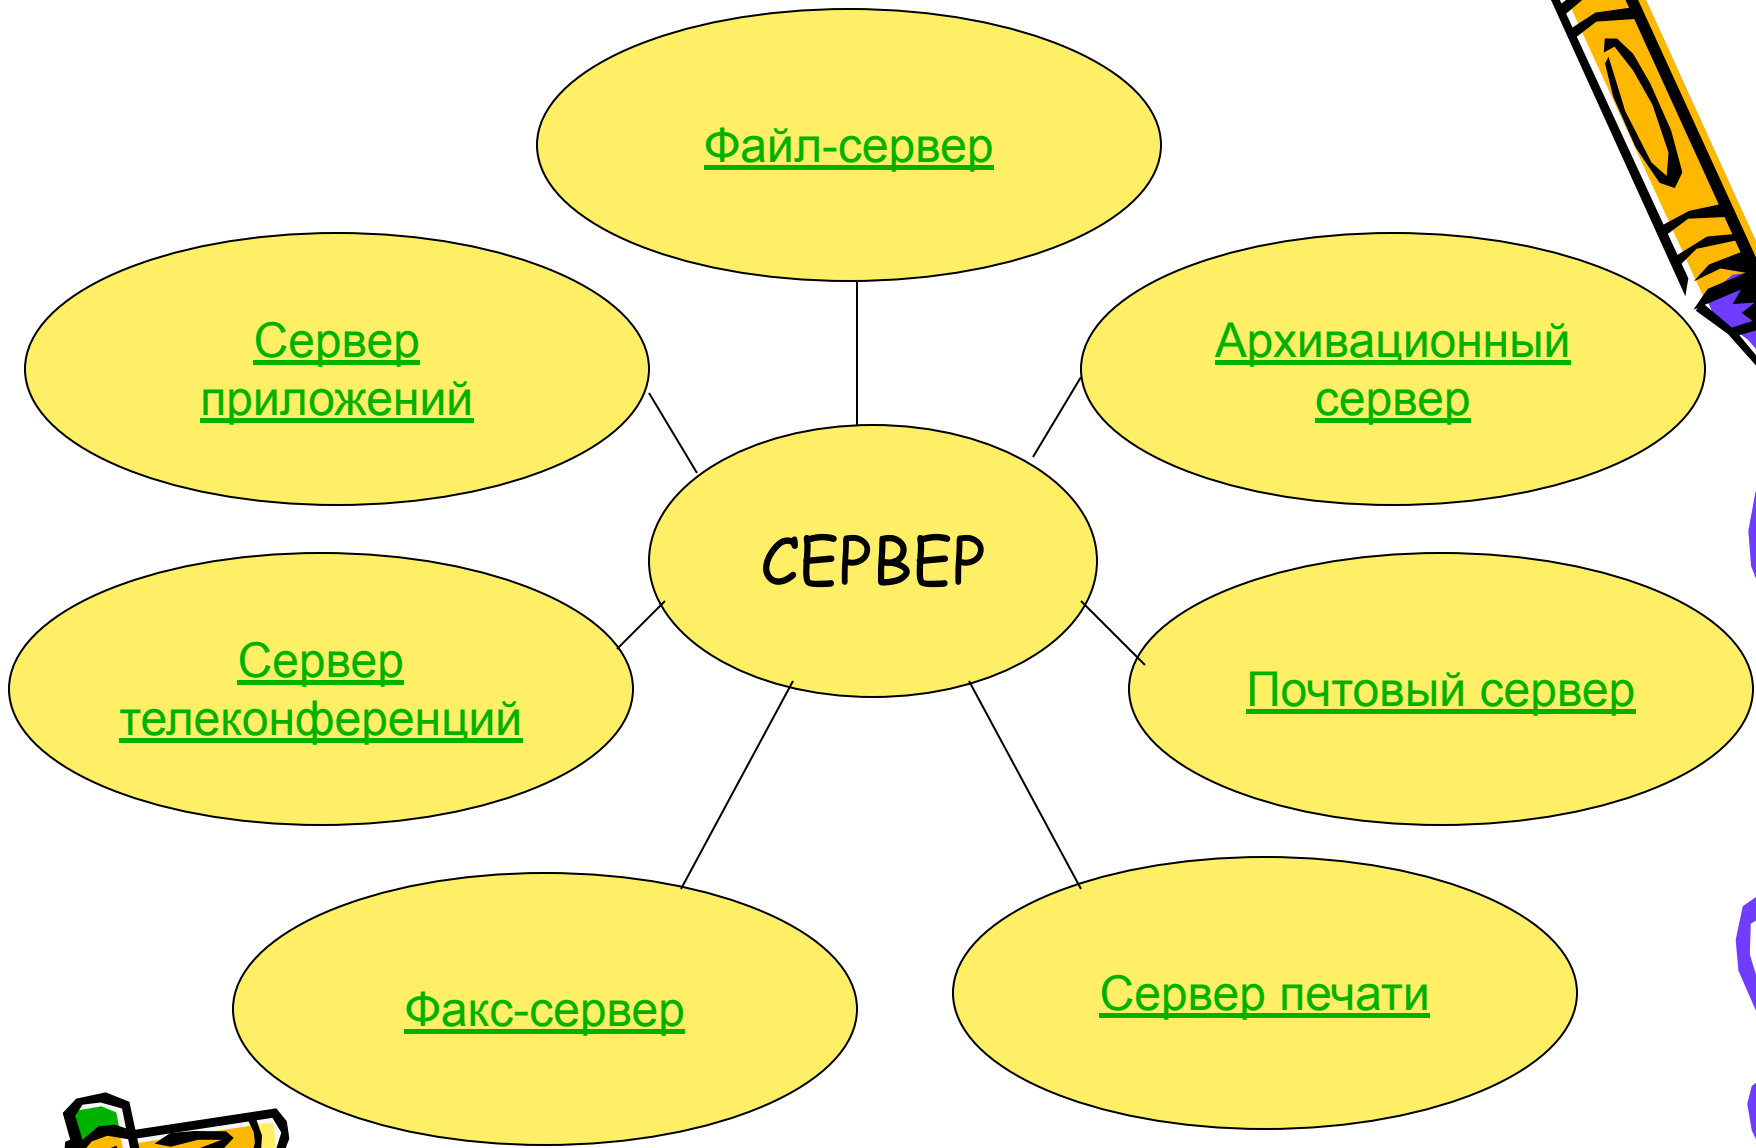 Файл-сервер
Сервер
приложений
Архивационный
сервер
СЕРВЕР
Сервер
телеконференций
Почтовый сервер
Факс-сервер
Сервер печати